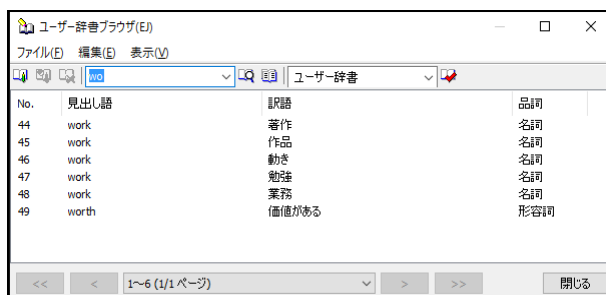 ユーザー辞書ブラウザ(EJ)
ファイル(F) 編集(E) 表示(V)
wo ユーザー辞書
No. 見出し語 訳語 品詞
44 work 著作 名詞
45 work 作品 名詞
46 work 動き 名詞
47 work 勉強 名詞
48 work 業務 名詞
49 worth 価値がある 形容詞
<< < 1～6 (1/1 ページ) > >> 閉じる